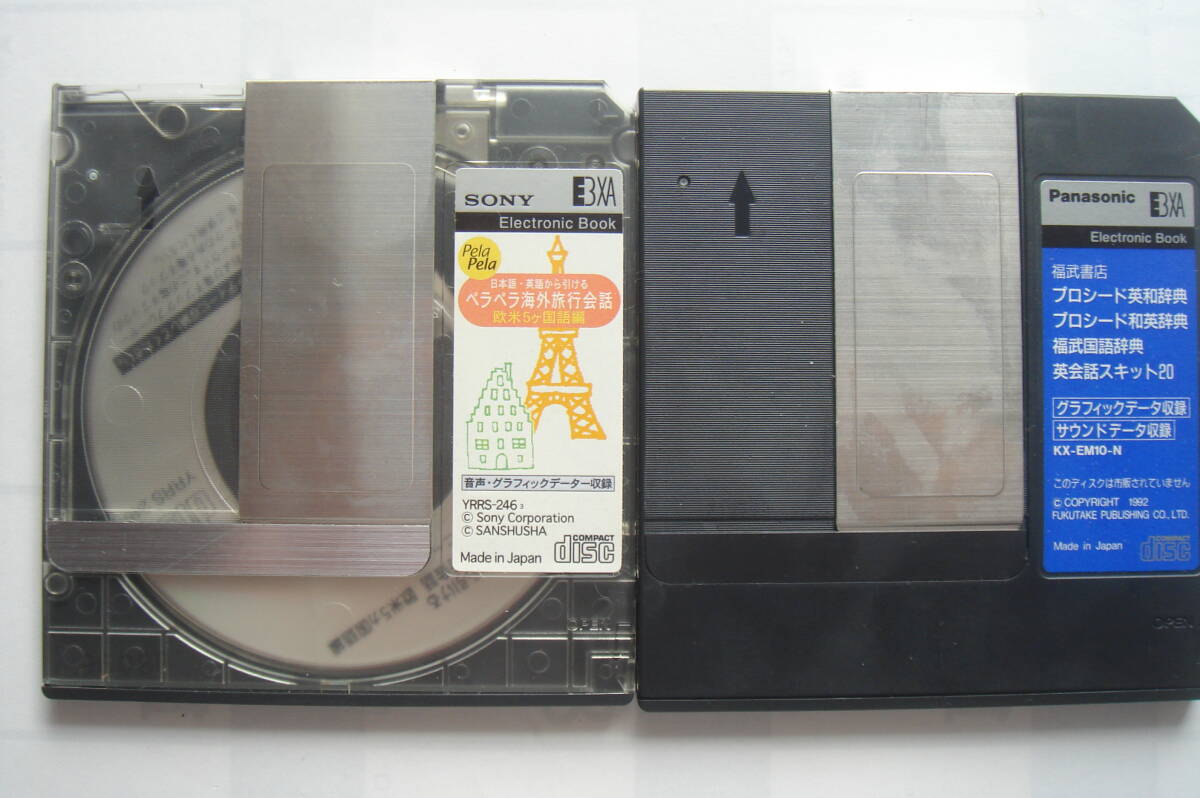 SONY
EBXA
Electronic Book
Pela
Pela
日本語・英語から引ける
ペラペラ海外旅行会話
欧米5ヶ国語編
音声・グラフィックデーター収録
YRRS-246 3
© Sony Corporation
© SANSHUSHA
Made in Japan
COMPACT
disc
OPEN
Panasonic
EBXA
Electronic Book
福武書店
プロシード英和辞典
プロシード和英辞典
福武国語辞典
英会話スキット20
グラフィックデータ収録
サウンドデータ収録
KX-EM10-N
このディスクは市販されていません
© COPYRIGHT 1992
FUKUTAKE PUBLISHING CO., LTD.
Made in Japan
COMPACT
disc
OPEN